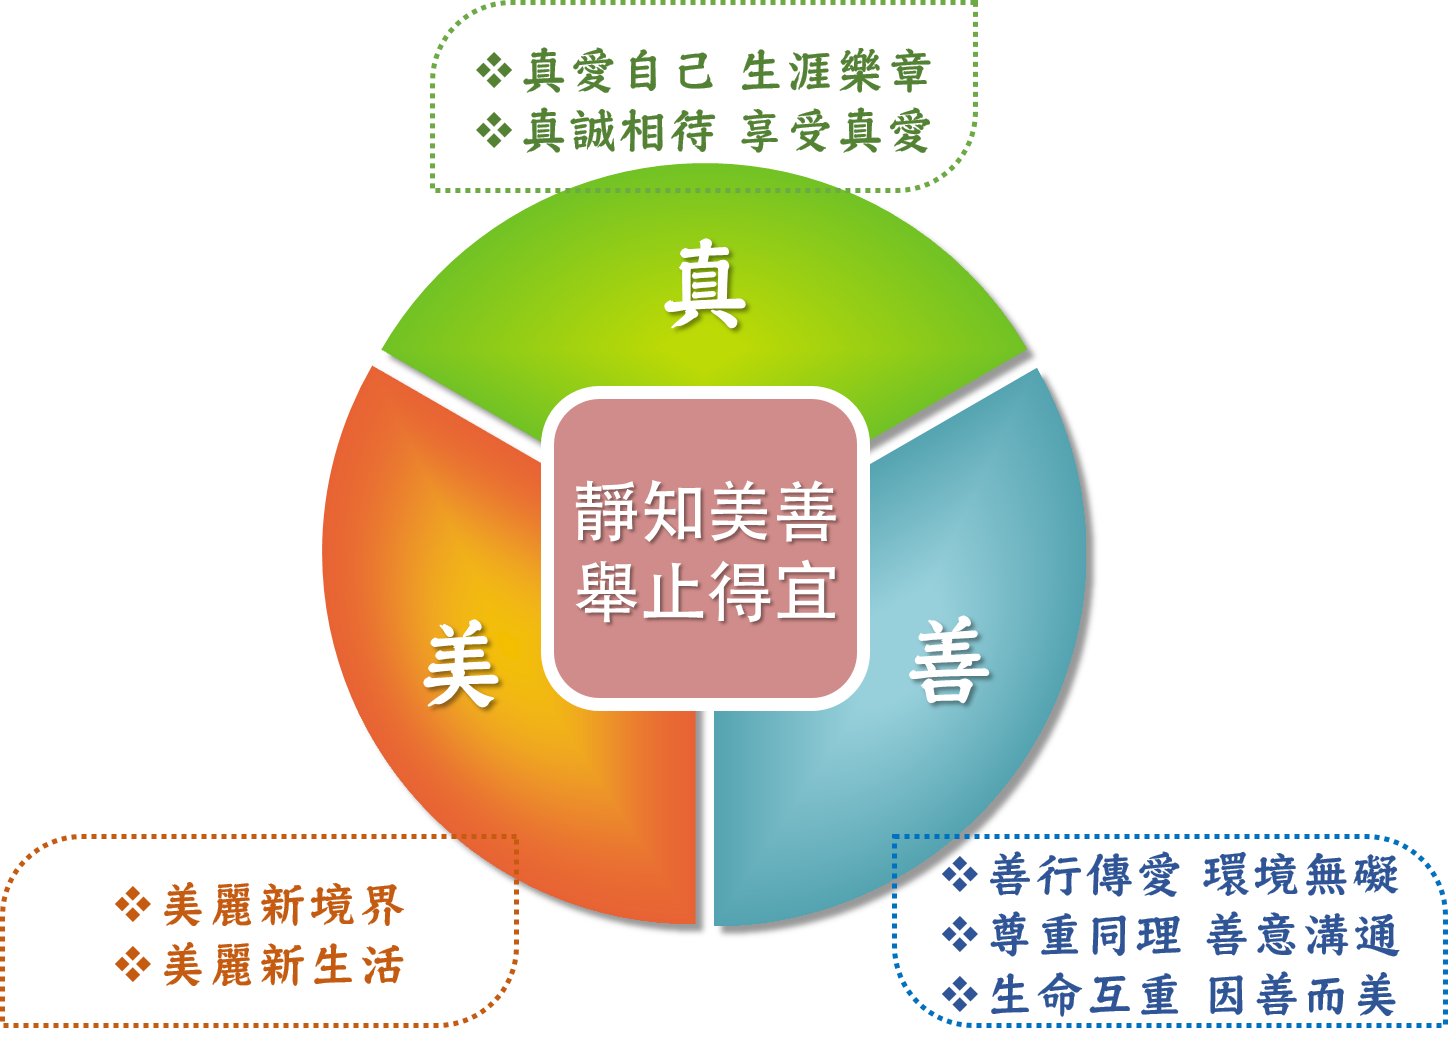 ❖真愛自己 生涯樂章
❖真誠相待 享受真愛
真
靜知美善
舉止得宜
美
善
❖美麗新境界
❖美麗新生活
❖善行傳愛 環境無礙
❖尊重同理 善意溝通
❖生命互重 因善而美